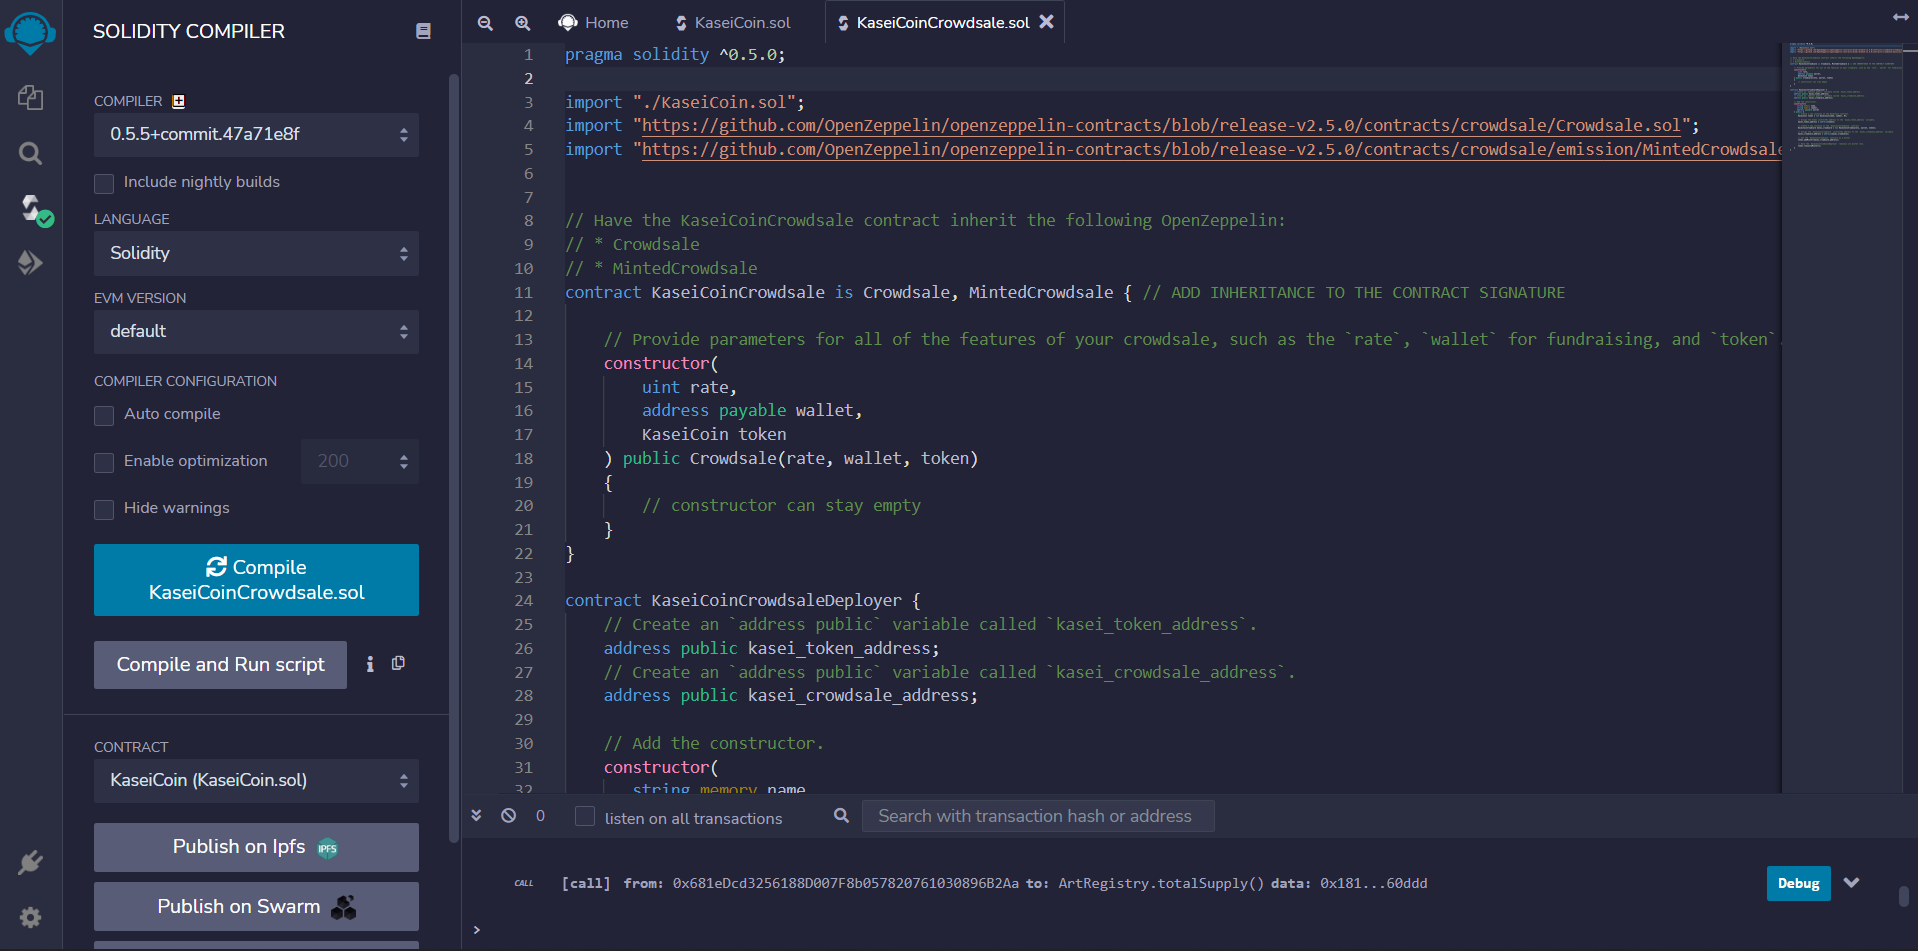 SOLIDITY COMPILER
COMPILER
0.5.5+commit.47a71e8f
Include nightly builds
LANGUAGE
Solidity
EVM VERSION
default
COMPILER CONFIGURATION
Auto compile
Enable optimization
200
Hide warnings
Compile
KaseiCoinCrowdsale.sol
Compile and Run script
CONTRACT
KaseiCoin (KaseiCoin.sol)
Publish on Ipfs
IPFS
Publish on Swarm
Home
KaseiCoin.sol
KaseiCoinCrowdsale.sol
1 pragma solidity ^0.5.0;
2
3 import "./KaseiCoin.sol";
4 import "https://github.com/OpenZeppelin/openzeppelin-contracts/blob/release-v2.5.0/contracts/crowdsale/Crowdsale.sol";
5 import "https://github.com/OpenZeppelin/openzeppelin-contracts/blob/release-v2.5.0/contracts/crowdsale/emission/MintedCrowdsale
6
7
8 // Have the KaseiCoinCrowdsale contract inherit the following OpenZeppelin:
9 // * Crowdsale
10 // * MintedCrowdsale
11 contract KaseiCoinCrowdsale is Crowdsale, MintedCrowdsale { // ADD INHERITANCE TO THE CONTRACT SIGNATURE
12
13 // Provide parameters for all of the features of your crowdsale, such as the `rate`, `wallet` for fundraising, and `token`.
14 constructor(
15 uint rate,
16 address payable wallet,
17 KaseiCoin token
18 ) public Crowdsale(rate, wallet, token)
19 {
20 // constructor can stay empty
21 }
22 }
23
24 contract KaseiCoinCrowdsaleDeployer {
25 // Create an `address public` variable called `kasei_token_address`.
26 address public kasei_token_address;
27 // Create an `address public` variable called `kasei_crowdsale_address`.
28 address public kasei_crowdsale_address;
29
30 // Add the constructor.
31 constructor(
32 string memory name
0
listen on all transactions
Search with transaction hash or address
CALL [call] from: 0x681eDcd3256188D007F8b057820761030896B2Aa to: ArtRegistry.totalSupply() data: 0x181...60ddd
Debug
>